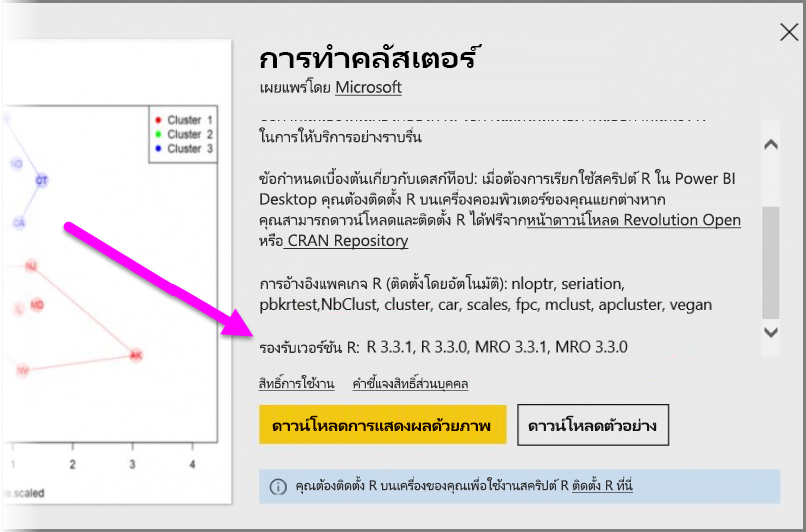 การทำคลัสเตอร์
เผยแพร่โดย Microsoft
ในการให้บริการอย่างราบรื่น
ข้อกำหนดเบื้องต้นเกี่ยวกับเดสก์ท็อป: เมื่อต้องการเรียกใช้สคริปต์ R ใน Power BI
Desktop คุณต้องติดตั้ง R บนเครื่องคอมพิวเตอร์ของคุณแยกต่างหาก
คุณสามารถดาวน์โหลดและติดตั้ง R ได้ฟรีจากหน้าดาวน์โหลด Revolution Open
หรือ CRAN Repository
การอ้างอิงแพคเกจ R (ติดตั้งโดยอัตโนมัติ): nloptr, seriation,
pbkrtest,NbClust, cluster, car, scales, fpc, mclust, apcluster, vegan
รองรับเวอร์ชัน R: R 3.3.1, R 3.3.0, MRO 3.3.1, MRO 3.3.0
สิทธิ์การใช้งาน คำชี้แจงสิทธิ์ส่วนบุคคล
ดาวน์โหลดการแสดงผลด้วยภาพ ดาวน์โหลดตัวอย่าง
คุณต้องติดตั้ง R บนเครื่องของคุณเพื่อใช้งานสคริปต์ R ติดตั้ง R ที่นี่
Cluster 1
Cluster 2
Cluster 3
ND
CT
CA
NJ
MD
AK
NV
1 2 3 4
e.scaled